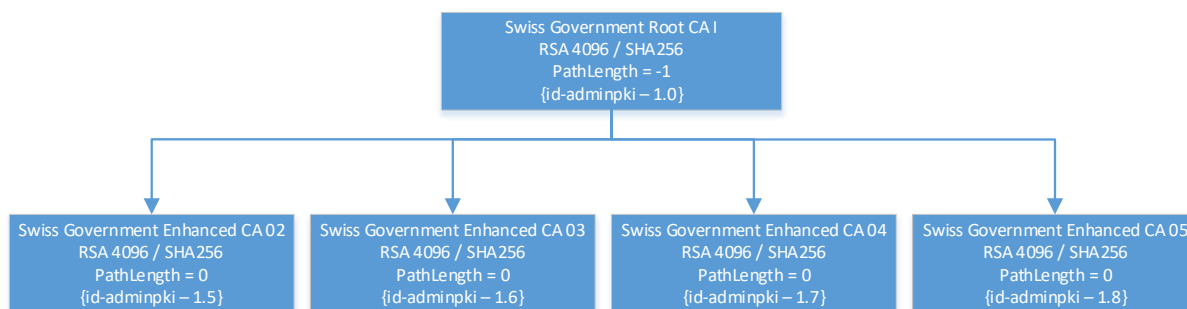 Swiss Government Root CA I
RSA 4096 / SHA256
PathLength = -1
{id-adminpki – 1.0}
Swiss Government Enhanced CA 02
RSA 4096 / SHA256
PathLength = 0
{id-adminpki – 1.5}
Swiss Government Enhanced CA 03
RSA 4096 / SHA256
PathLength = 0
{id-adminpki – 1.6}
Swiss Government Enhanced CA 04
RSA 4096 / SHA256
PathLength = 0
{id-adminpki – 1.7}
Swiss Government Enhanced CA 05
RSA 4096 / SHA256
PathLength = 0
{id-adminpki – 1.8}